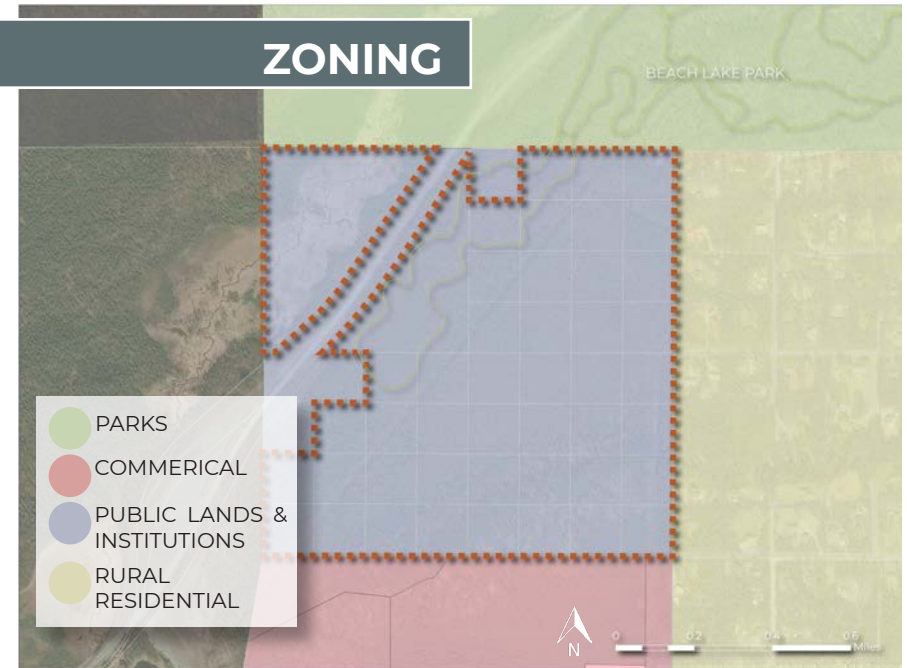 ZONING
BEACH LAKE PARK
PARKS
COMMERICAL
PUBLIC LANDS &
INSTITUTIONS
RURAL
RESIDENTIAL
N
0 0.2 0.4 0.6
Miles